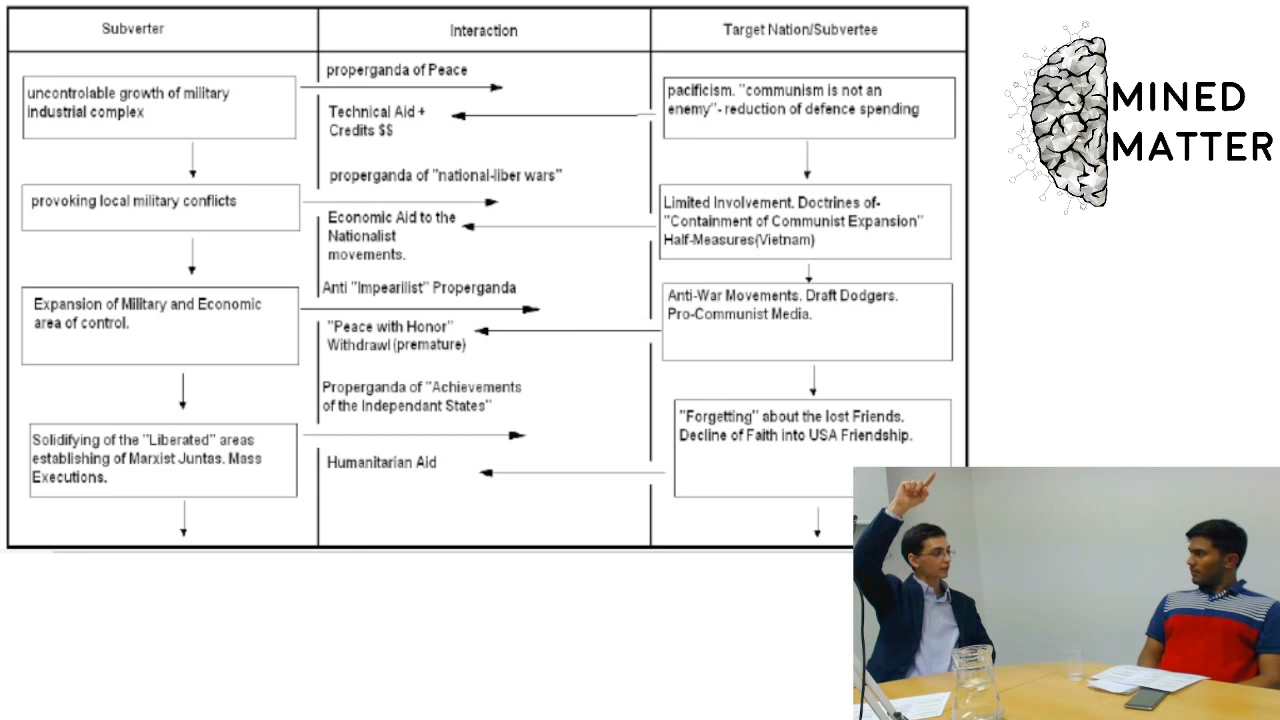 Subverter
Interaction
Target Nation/Subvertee
uncontrolable growth of military
industrial complex
properganda of Peace
Technical Aid +
Credits $$
pacificism. "communism is not an
enemy"- reduction of defence spending
provoking local military conflicts
properganda of "national-liber wars"
Economic Aid to the
Nationalist
movements.
Limited Involvement. Doctrines of-
"Containment of Communist Expansion"
Half-Measures(Vietnam)
Expansion of Military and Economic
area of control.
Anti "Impearilist" Properganda
"Peace with Honor"
Withdrawl (premature)
Anti-War Movements. Draft Dodgers.
Pro-Communist Media.
Solidifying of the "Liberated" areas
establishing of Marxist Juntas. Mass
Executions.
Properganda of "Achievements
of the Independant States"
Humanitarian Aid
"Forgetting" about the lost Friends.
Decline of Faith into USA Friendship.
MINED
MATTER